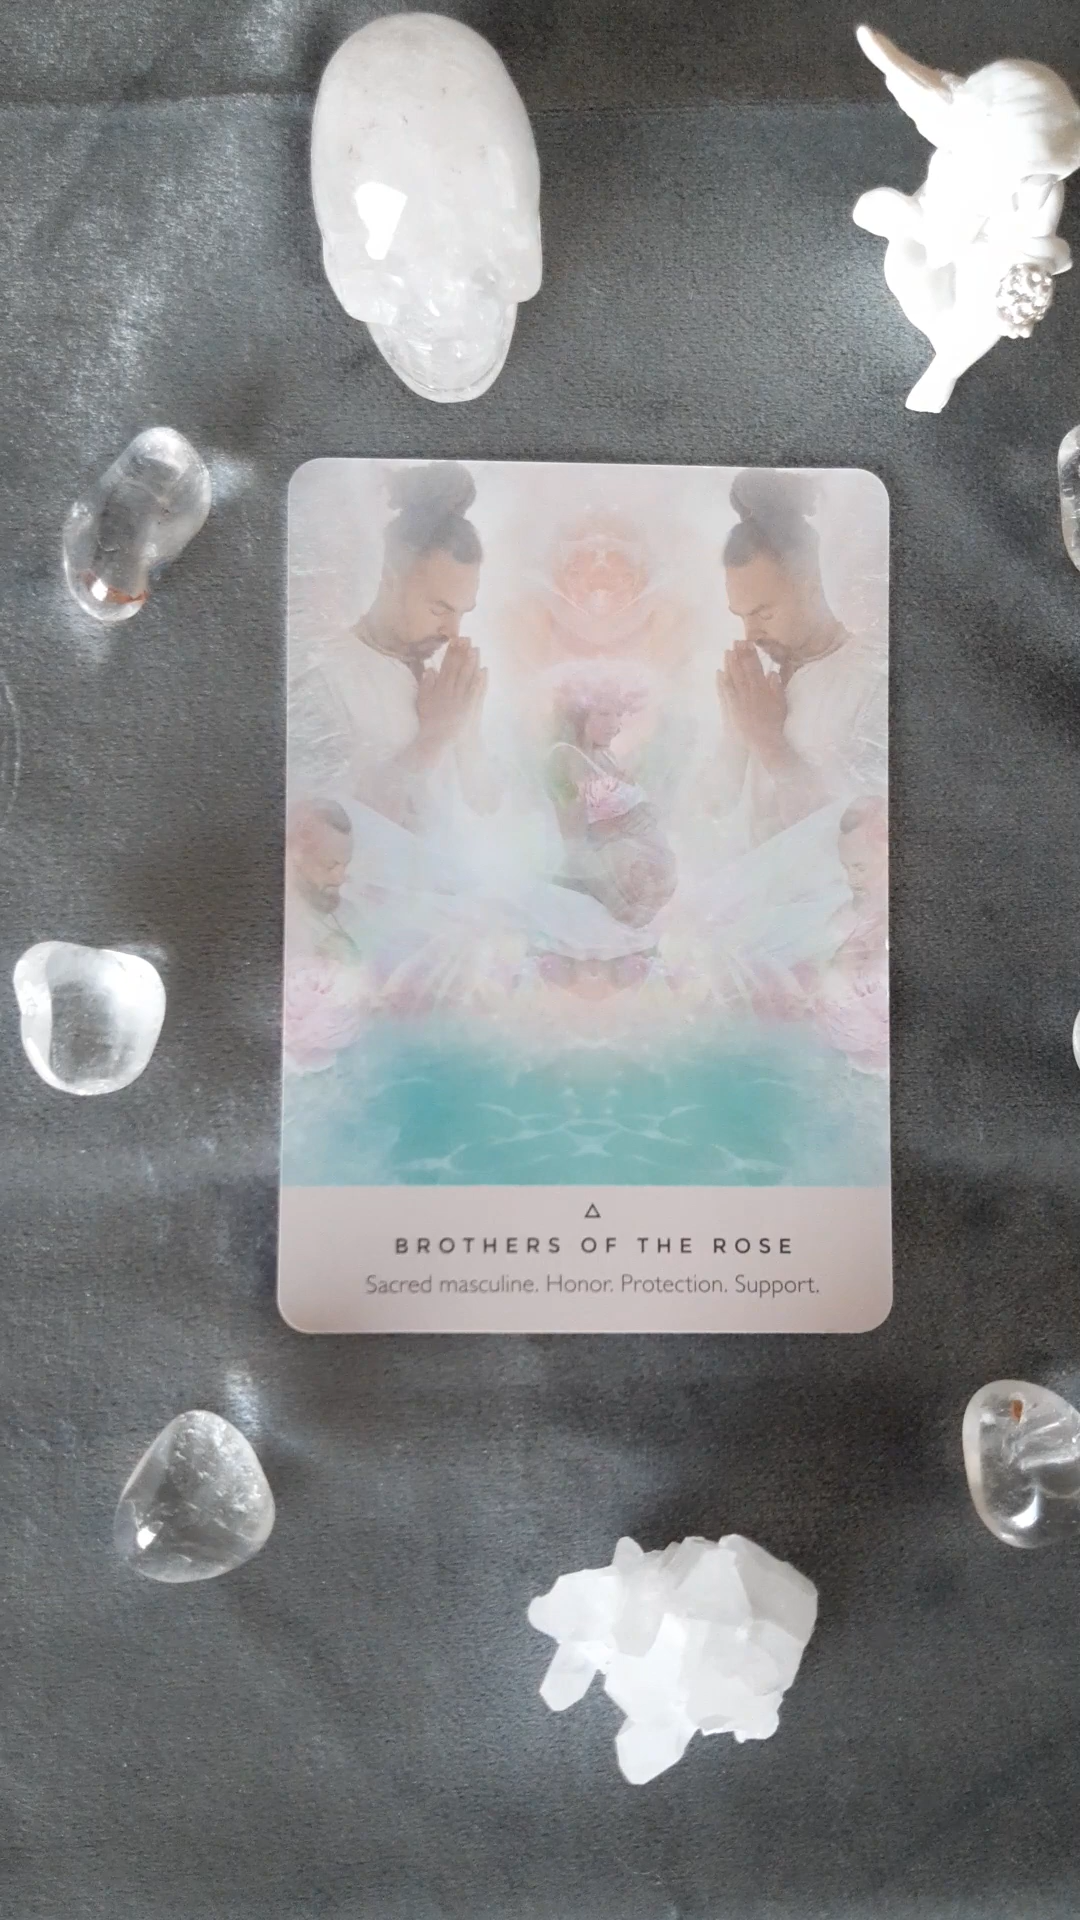 BROTHERS OF THE ROSE
Sacred masculine. Honor. Protection. Support.